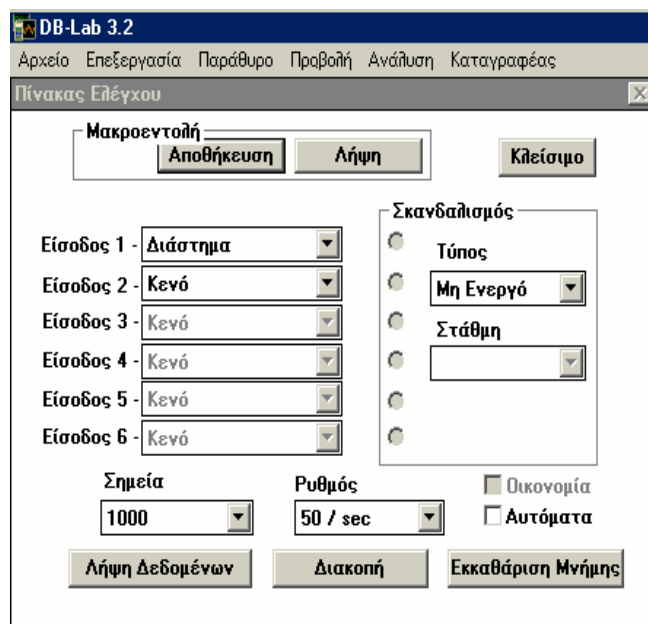 DB-Lab 3.2
Αρχείο Επεξεργασία Παράθυρο Προβολή Ανάλυση Καταγραφέας
Πίνακας Ελέγχου
Μακροεντολή
Αποθήκευση Λήψη Κλείσιμο
Σκανδαλισμός
Είσοδος 1 - Διάστημα
Τύπος
Είσοδος 2 - Κενό
Μη Ενεργό
Είσοδος 3 - Κενό
Στάθμη
Είσοδος 4 - Κενό
Είσοδος 5 - Κενό
Είσοδος 6 - Κενό
Σημεία Ρυθμός Οικονομία
1000 50 / sec Αυτόματα
Λήψη Δεδομένων Διακοπή Εκκαθάριση Μνήμης